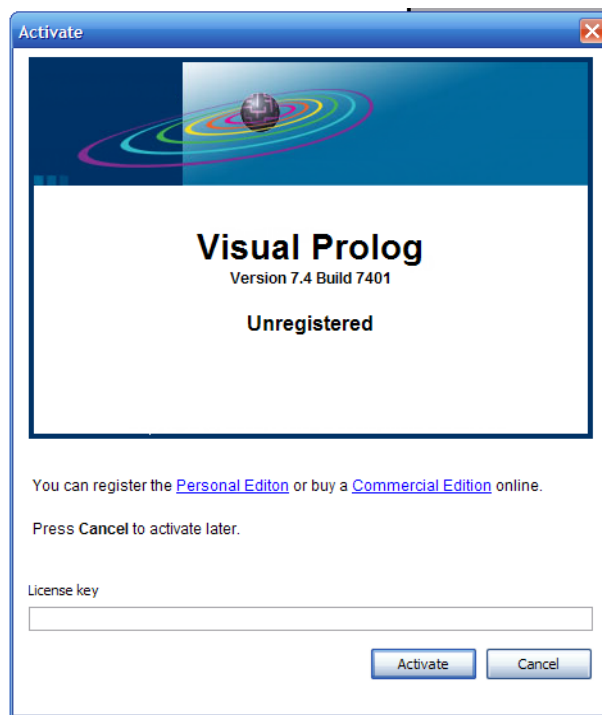 Activate
Visual Prolog
Version 7.4 Build 7401
Unregistered
You can register the Personal Editon or buy a Commercial Edition online.
Press Cancel to activate later.
License key
Activate Cancel